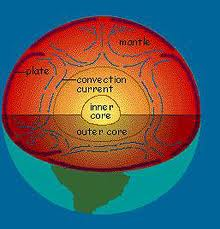 mantle
plate
convection
current
inner
core
outer core